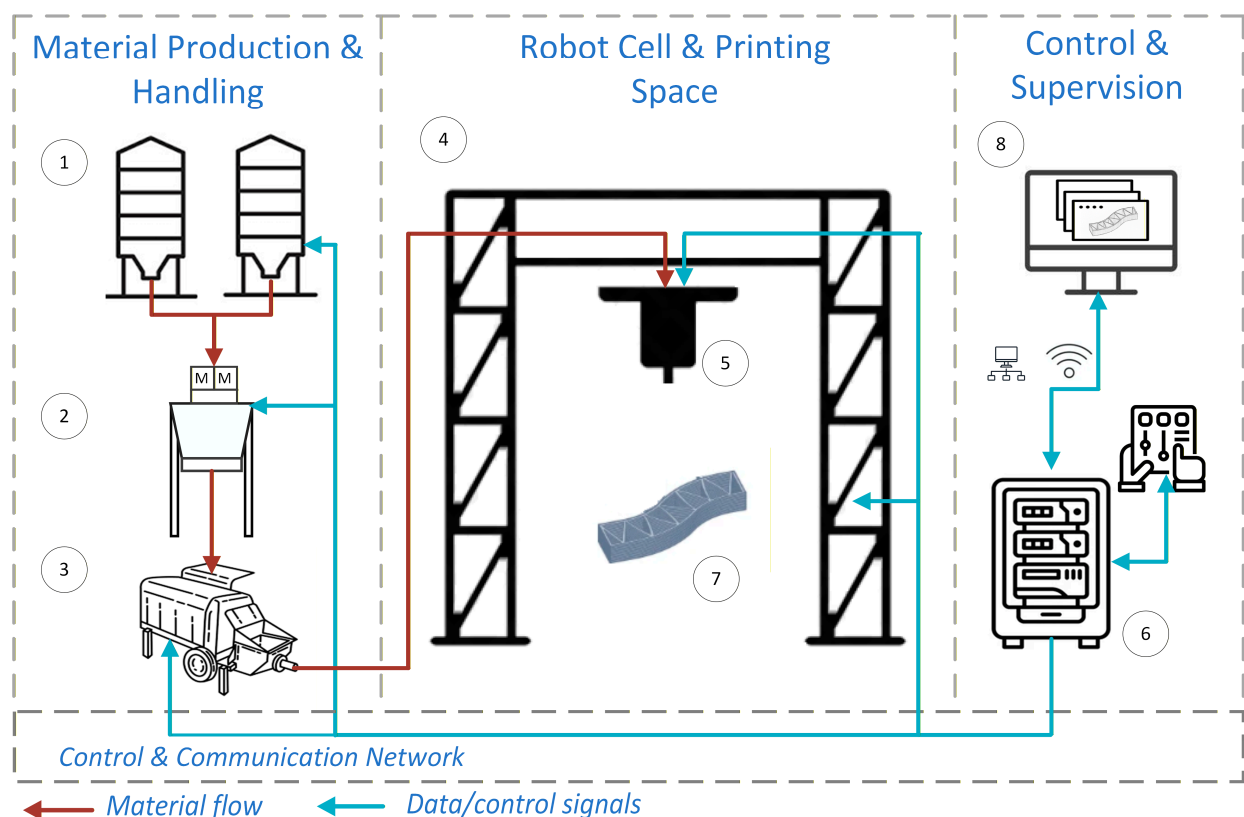 Material Production &
Handling
Robot Cell & Printing
Space
Control &
Supervision
1
4
8
M M
2
5
3
7
6
Control & Communication Network
Material flow
Data/control signals